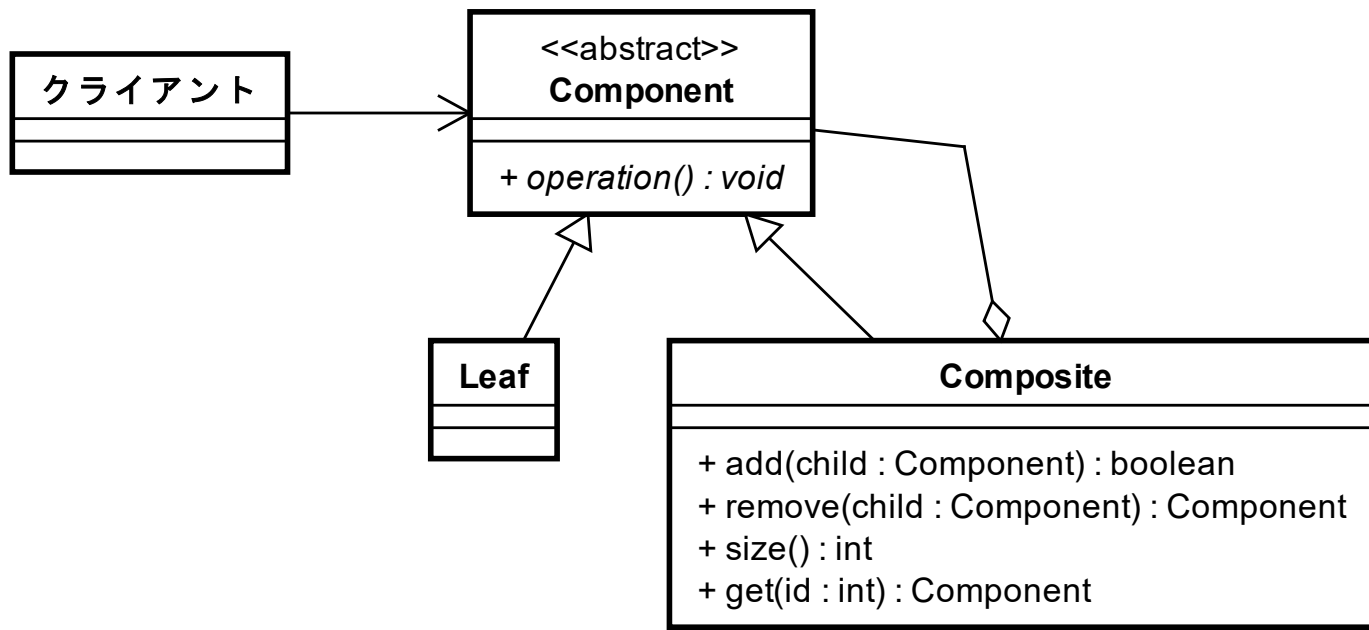 クライアント
<<abstract>>
Component
+ operation() : void
Leaf
Composite
+ add(child : Component) : boolean
+ remove(child : Component) : Component
+ size() : int
+ get(id : int) : Component